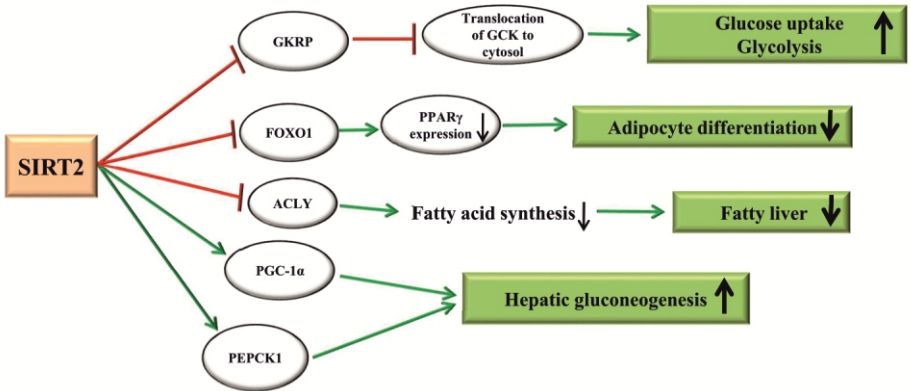 SIRT2
GKRP
Translocation
of GCK to
cytosol
Glucose uptake
Glycolysis
FOXO1
PPARγ
expression
Adipocyte differentiation
ACLY
Fatty acid synthesis
Fatty liver
PGC-1α
Hepatic gluconeogenesis
PEPCK1